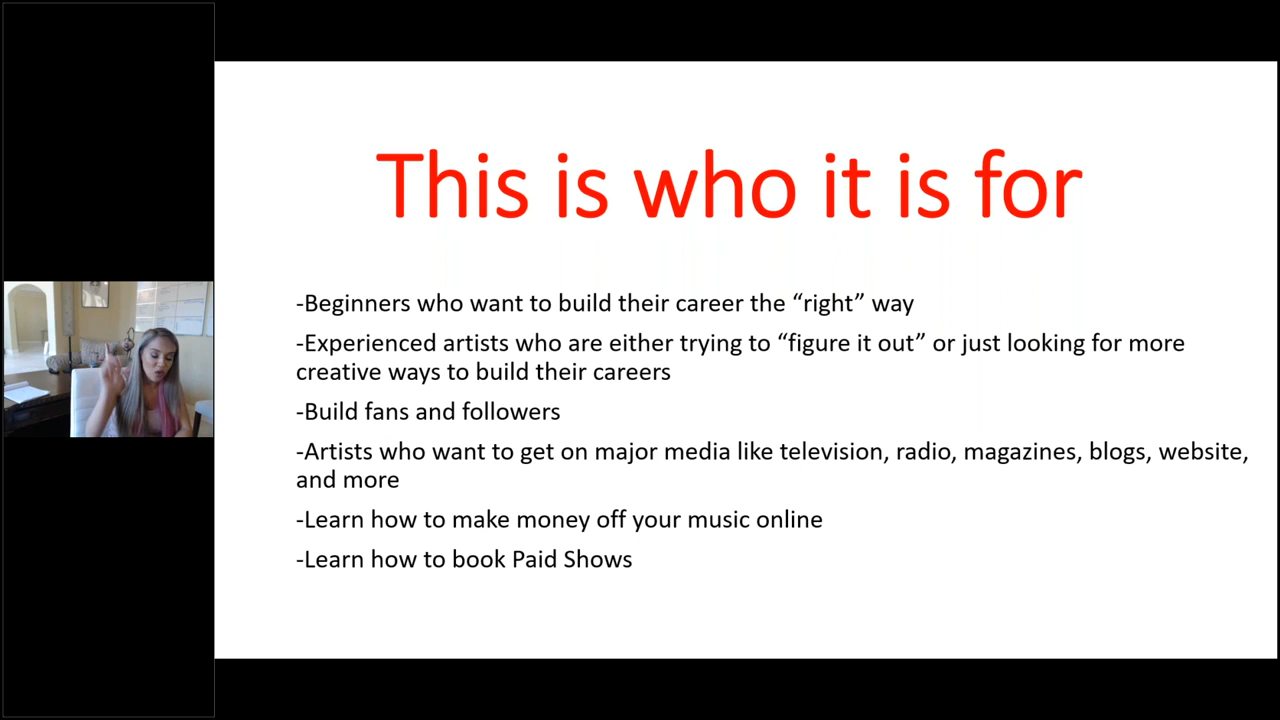 This is who it is for
-Beginners who want to build their career the “right” way
-Experienced artists who are either trying to “figure it out” or just looking for more
creative ways to build their careers
-Build fans and followers
-Artists who want to get on major media like television, radio, magazines, blogs, website,
and more
-Learn how to make money off your music online
-Learn how to book Paid Shows